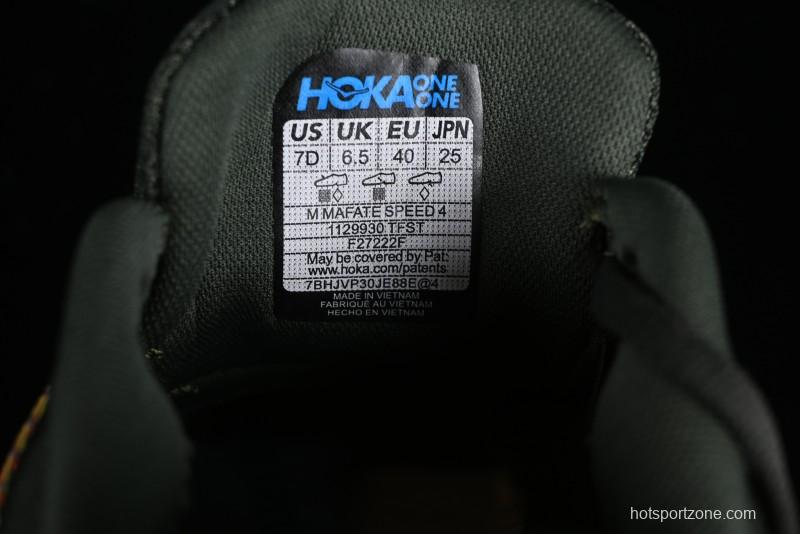 HOKA ONE ONE
US UK EU JPN
7D 6.5 40 25
M MAFATE SPEED 4
1129930 TFST
F27222F
May be covered by Pat:
www.hoka.com/patents
7BHJVP30JE88E@4
MADE IN VIETNAM
FABRIQUÉ AU VIETNAM
HECHO EN VIETNAM
hotsportzone.com/